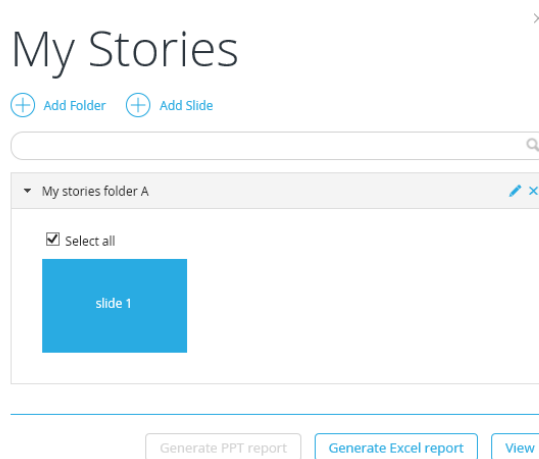 My Stories
Add Folder Add Slide
My stories folder A
Select all
slide 1
Generate PPT report Generate Excel report View